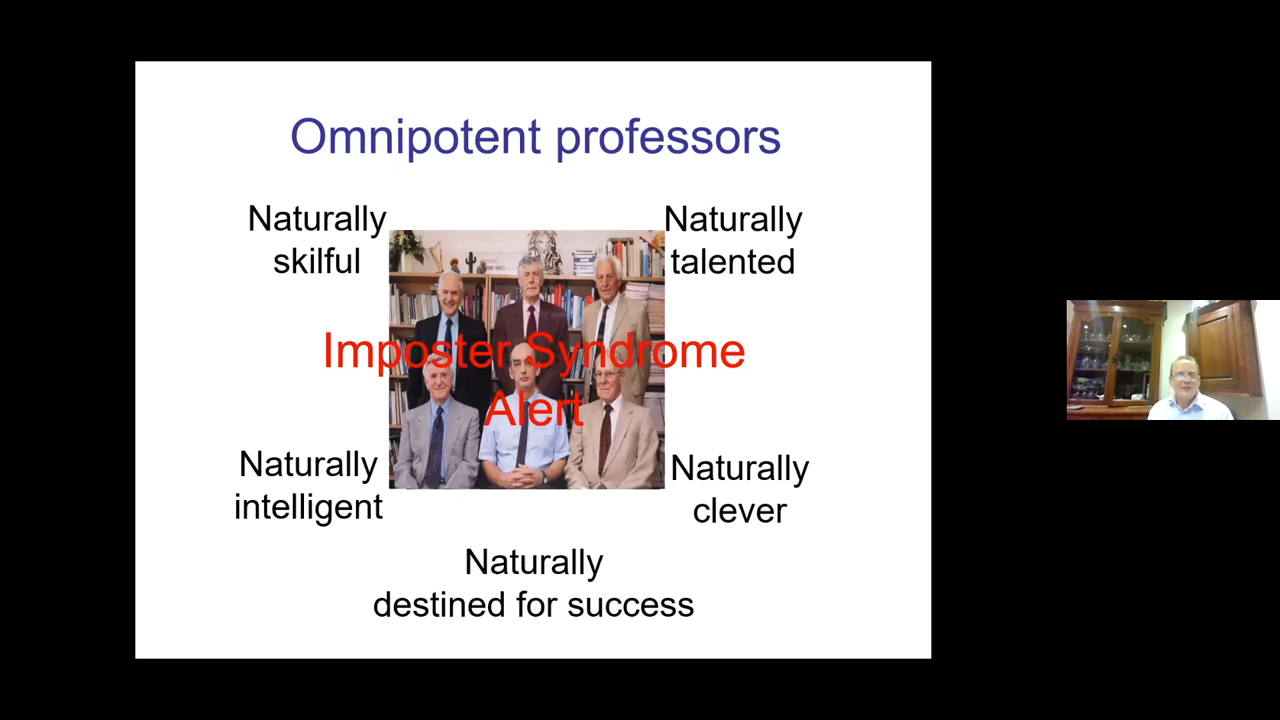 Omnipotent professors
Naturally
skilful
Naturally
talented
Imposter Syndrome
Alert
Naturally
intelligent
Naturally
clever
Naturally
destined for success